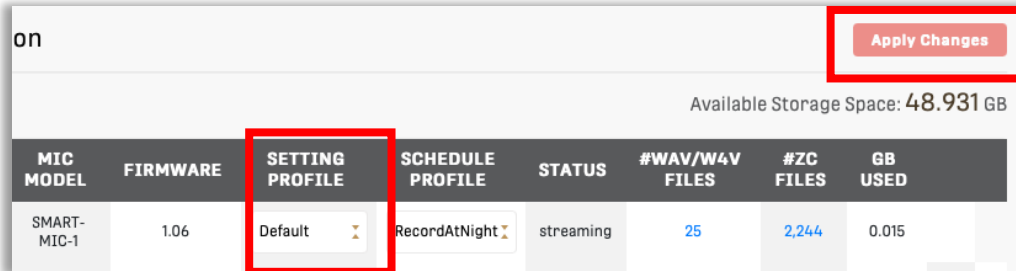 on
Apply Changes
Available Storage Space: 48.931 GB
MIC MODEL FIRMWARE SETTING PROFILE SCHEDULE PROFILE STATUS #WAV/W4V FILES #ZC FILES GB USED
SMART-MIC-1 1.06 Default RecordAtNight streaming 25 2,244 0.015